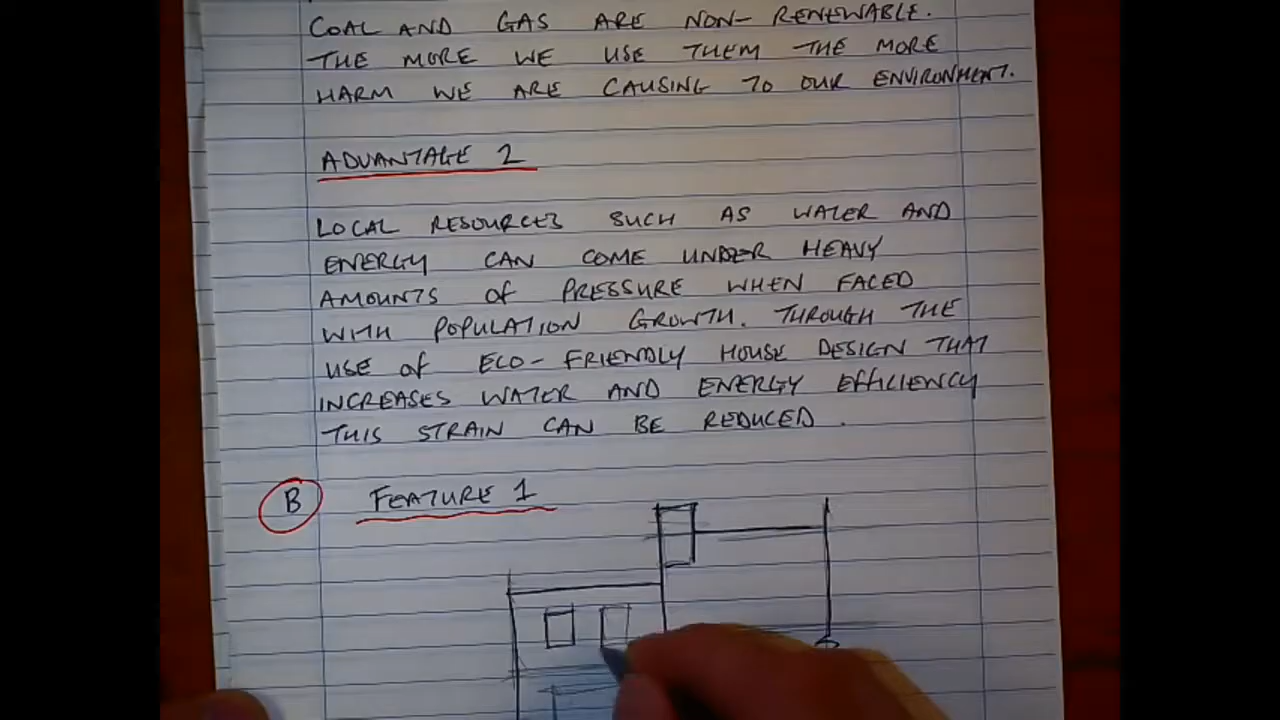 COAL AND GAS ARE NON-RENEWABLE.
THE MORE WE USE THEM THE MORE
HARM WE ARE CAUSING TO OUR ENVIRONMENT.
ADVANTAGE 2
LOCAL RESOURCES SUCH AS WATER AND
ENERGY CAN COME UNDER HEAVY
AMOUNTS OF PRESSURE WHEN FACED
WITH POPULATION GROWTH. THROUGH THE
USE OF ECO-FRIENDLY HOUSE DESIGN THAT
INCREASES WATER AND ENERGY EFFICIENCY
THIS STRAIN CAN BE REDUCED.
B FEATURE 1